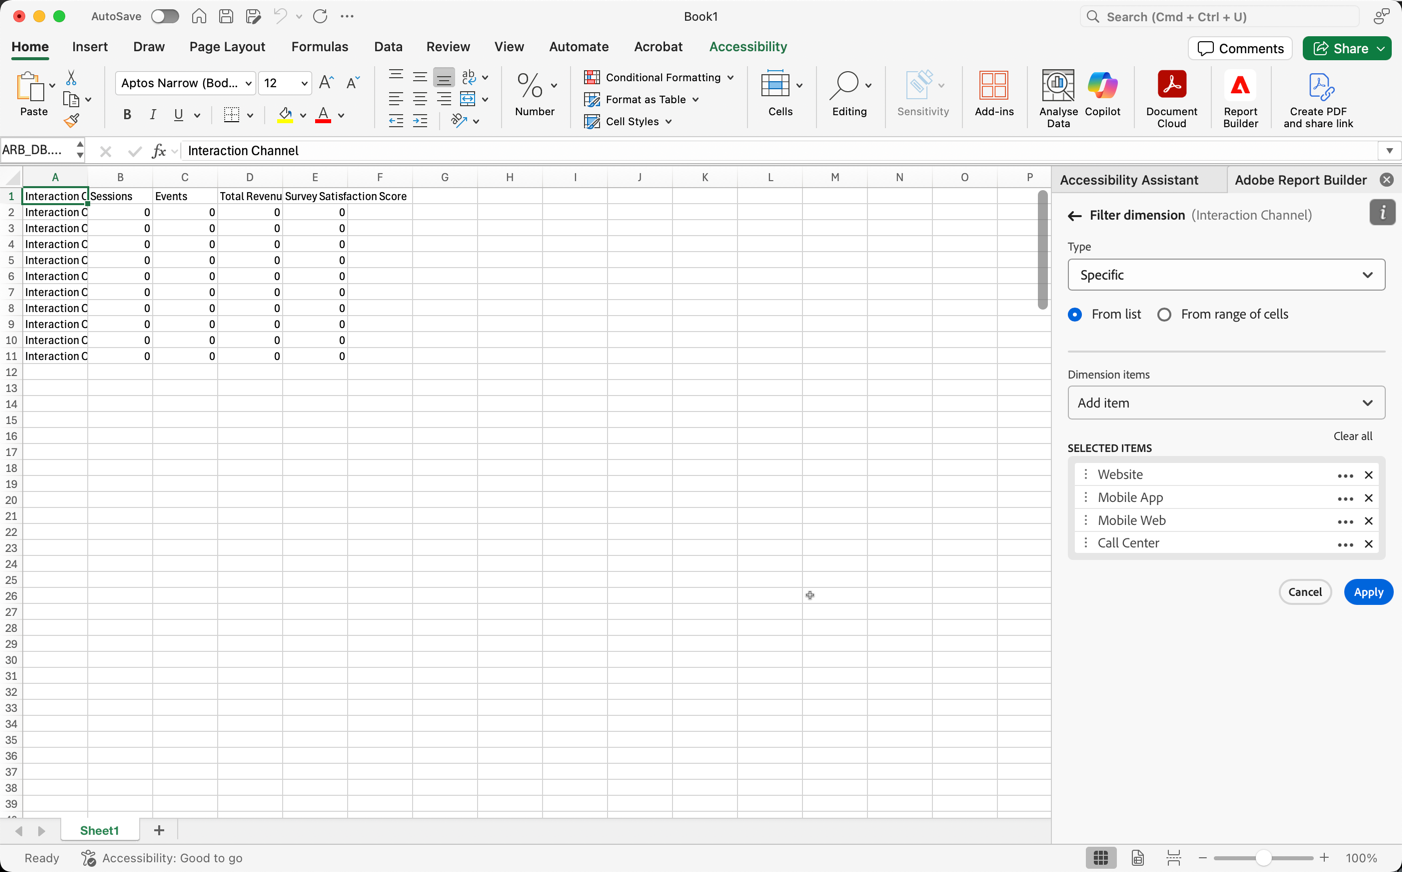 AutoSave
Book1
Search (Cmd + Ctrl + U)
Home Insert Draw Page Layout Formulas Data Review View Automate Acrobat Accessibility
Comments
Share
Paste
Aptos Narrow (Bod...
12
B I U
A
ab
%
Number
Conditional Formatting
Format as Table
Cell Styles
Cells
Editing
Sensitivity
Add-ins
Analyse Data
Copilot
Document Cloud
Report Builder
Create PDF and share link
ARB_DB....
fx
Interaction Channel
A B C D E F G H I J K L M N O P
1 Interaction C Sessions Events Total Revenu Survey Satisfaction Score
2 Interaction C 0 0 0 0
3 Interaction C 0 0 0 0
4 Interaction C 0 0 0 0
5 Interaction C 0 0 0 0
6 Interaction C 0 0 0 0
7 Interaction C 0 0 0 0
8 Interaction C 0 0 0 0
9 Interaction C 0 0 0 0
10 Interaction C 0 0 0 0
11 Interaction C 0 0 0 0
12
13
14
15
16
17
18
19
20
21
22
23
24
25
26
27
28
29
30
31
32
33
34
35
36
37
38
39
Accessibility Assistant
Adobe Report Builder
Filter dimension (Interaction Channel)
i
Type
Specific
From list
From range of cells
Dimension items
Add item
Clear all
SELECTED ITEMS
Website
Mobile App
Mobile Web
Call Center
Cancel
Apply
Sheet1
Ready
Accessibility: Good to go
100%